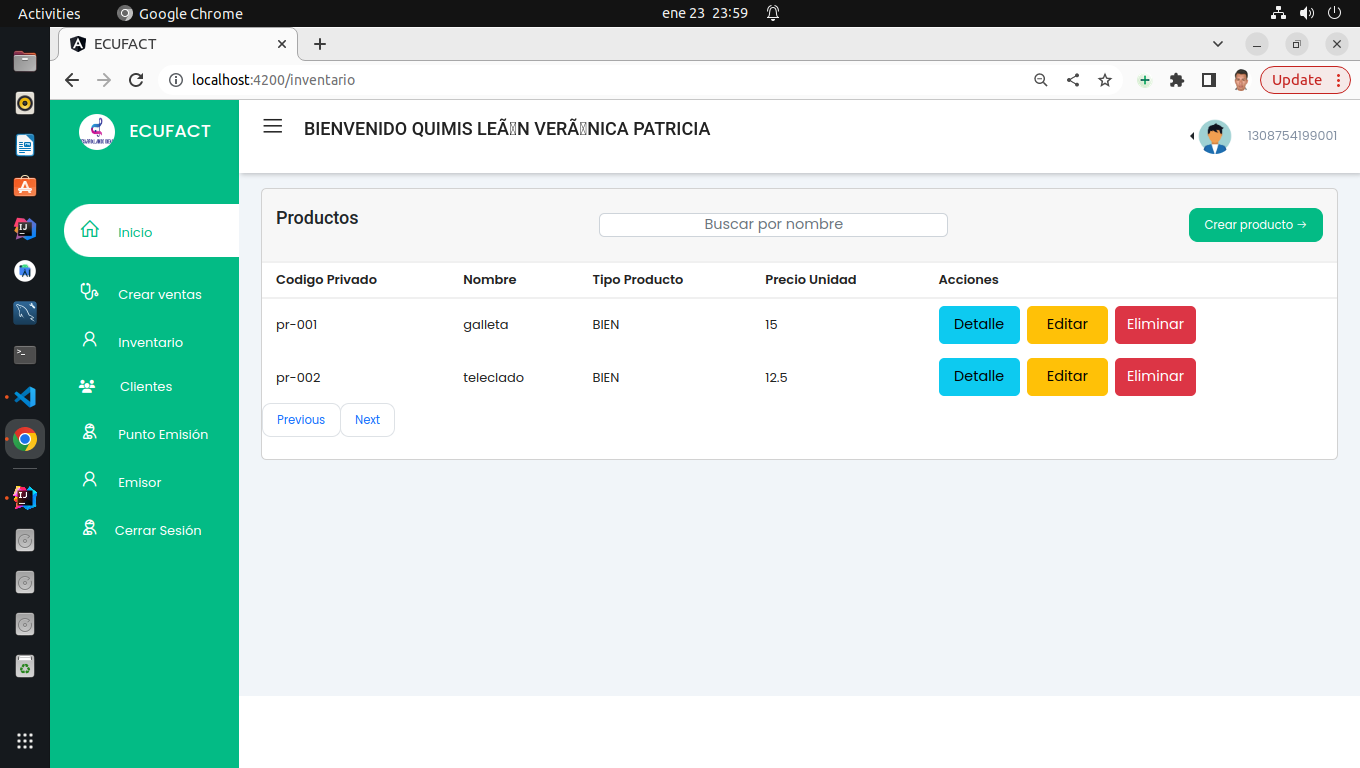 Activities
Google Chrome
ene 23 23:59
ECUFACT
localhost:4200/inventario
Update
ECUFACT
BIENVENIDO QUIMIS LEÃN VERÃNICA PATRICIA
1308754199001
Inicio
Crear ventas
Inventario
Clientes
Punto Emisión
Emisor
Cerrar Sesión
Productos
Buscar por nombre
Crear producto →
Codigo Privado Nombre Tipo Producto Precio Unidad Acciones
pr-001 galleta BIEN 15 Detalle Editar Eliminar
pr-002 teleclado BIEN 12.5 Detalle Editar Eliminar
Previous Next